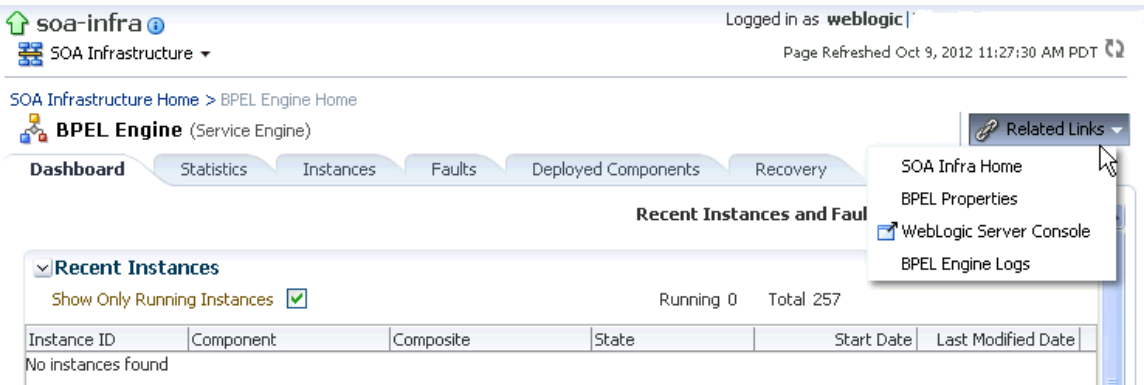 soa-infra
Logged in as weblogic|
SOA Infrastructure
Page Refreshed Oct 9, 2012 11:27:30 AM PDT
SOA Infrastructure Home > BPEL Engine Home
BPEL Engine (Service Engine)
Related Links
Dashboard Statistics Instances Faults Deployed Components Recovery
SOA Infra Home
BPEL Properties
WebLogic Server Console
BPEL Engine Logs
Recent Instances and Faul
Recent Instances
Show Only Running Instances Running 0 Total 257
Instance ID Component Composite State Start Date Last Modified Date
No instances found